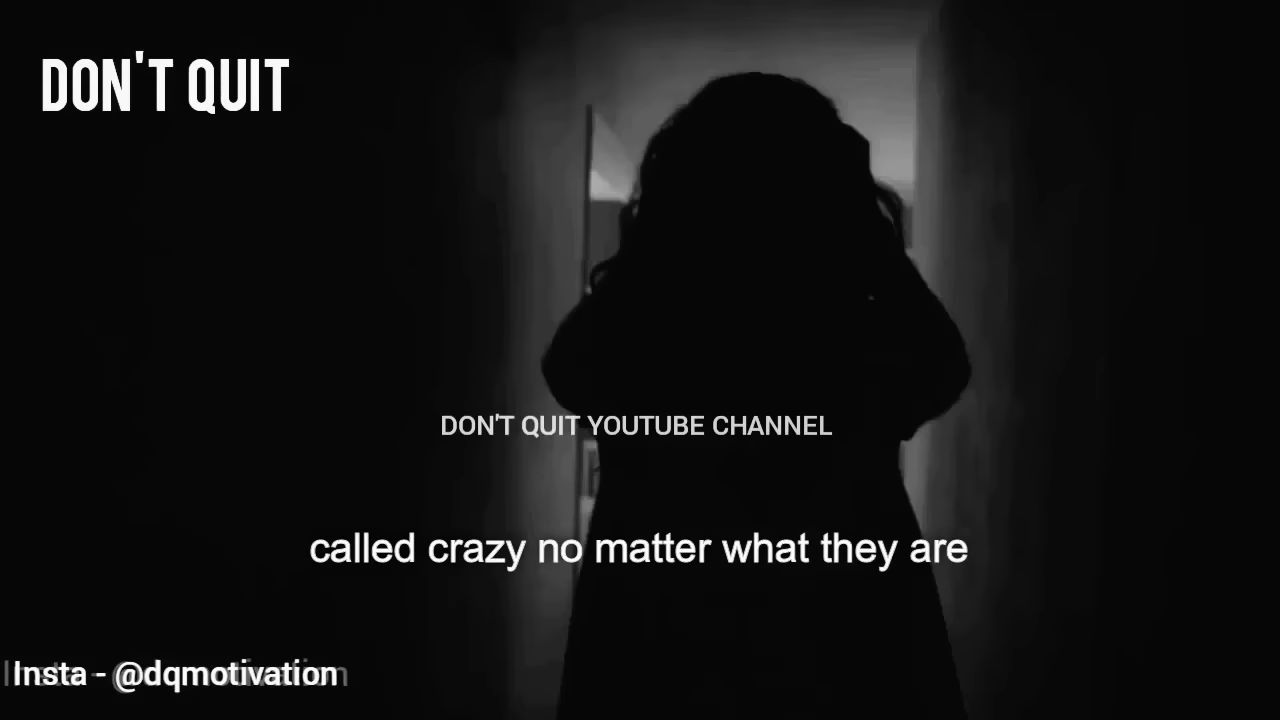 DON'T QUIT
DON'T QUIT YOUTUBE CHANNEL
called crazy no matter what they are
Insta - @dqmotivation